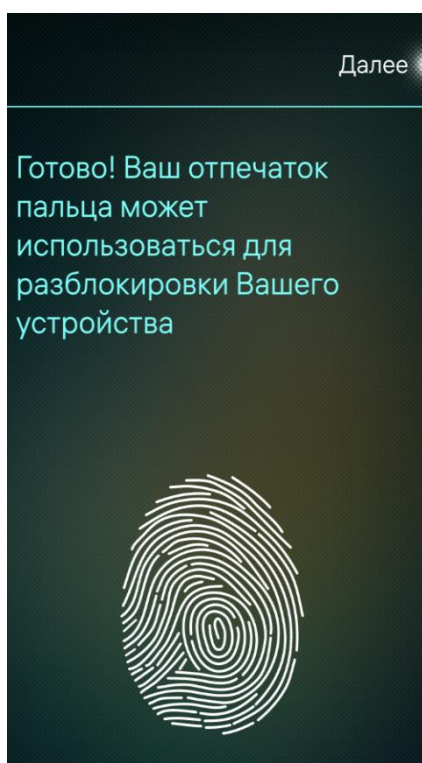 Далее
Готово! Ваш отпечаток
пальца может
использоваться для
разблокировки Вашего
устройства